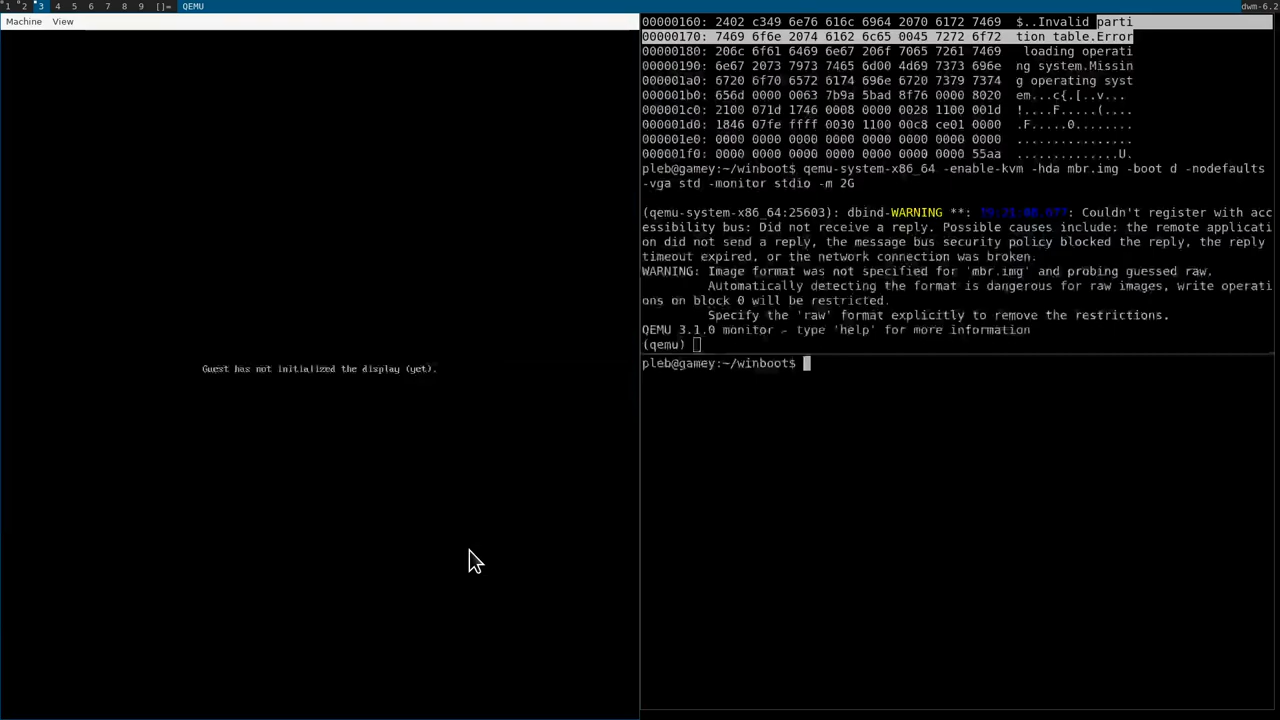 1 2 3 4 5 6 7 8 9 []= QEMU dwm-6.2
Machine View
Guest has not initialized the display (yet).
00000160: 2402 c349 6e76 616c 6964 2070 6172 7469 $..Invalid parti
00000170: 7469 6f6e 2074 6162 6c65 0045 7272 6f72 tion table.Error
00000180: 206c 6f61 6469 6e67 206f 7065 7261 7469 loading operati
00000190: 6e67 2073 7973 7465 6d00 4d69 7373 696e ng system.Missin
000001a0: 6720 6f70 6572 6174 696e 6720 7379 7374 g operating syst
000001b0: 656d 0000 0063 7b9a 5bad 8f76 0000 8020 em...c{.[..v...
000001c0: 2100 071d 1746 0008 0000 0028 1100 001d !....F.....(....
000001d0: 1846 07fe ffff 0030 1100 00c8 ce01 0000 .F.....0........
000001e0: 0000 0000 0000 0000 0000 0000 0000 0000 ................
000001f0: 0000 0000 0000 0000 0000 0000 0000 55aa ..............U.
pleb@gamey:~/winboot$ qemu-system-x86_64 -enable-kvm -hda mbr.img -boot d -nodefaults
-vga std -monitor stdio -m 2G
(qemu-system-x86_64:25603): dbind-WARNING **: : Couldn't register with acc
essibility bus: Did not receive a reply. Possible causes include: the remote applicati
on did not send a reply, the message bus security policy blocked the reply, the reply
timeout expired, or the network connection was broken.
WARNING: Image format was not specified for 'mbr.img' and probing guessed raw.
Automatically detecting the format is dangerous for raw images, write operati
ons on block 0 will be restricted.
Specify the 'raw' format explicitly to remove the restrictions.
QEMU 3.1.0 monitor - type 'help' for more information
(qemu)
pleb@gamey:~/winboot$